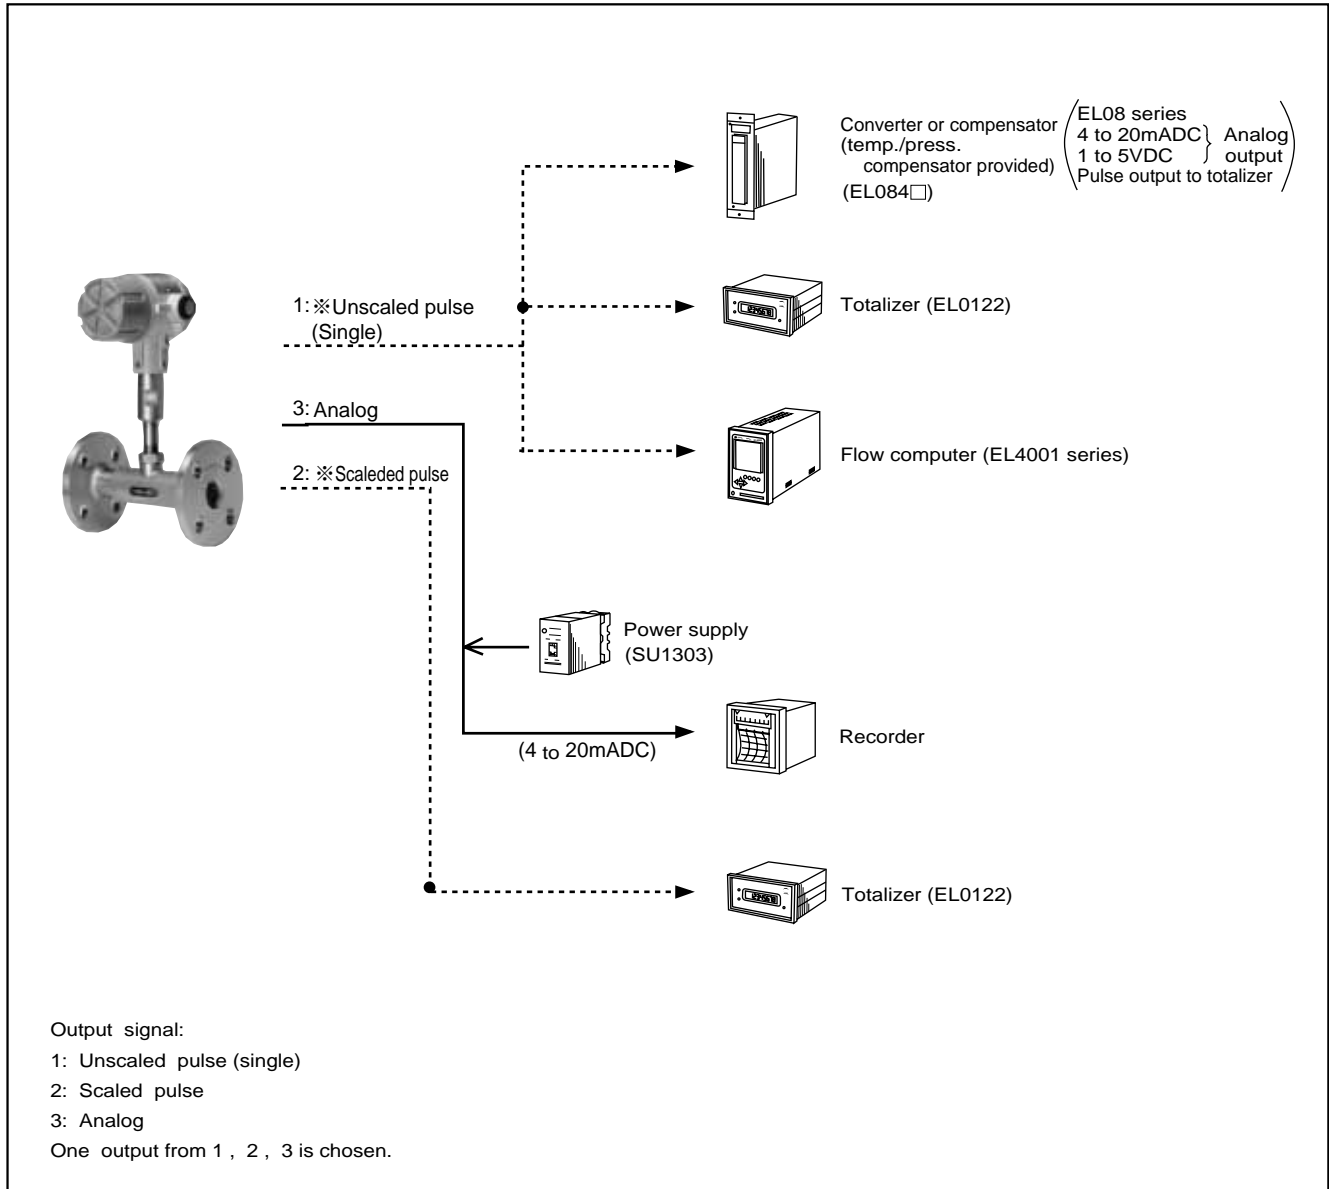 Converter or compensator
(temp./press.
compensator provided)
(EL084□)
EL08 series
4 to 20mADC} Analog
1 to 5VDC output
Pulse output to totalizer
1:※Unscaled pulse
(Single)
Totalizer (EL0122)
3: Analog
2: ※Scaleded pulse
Flow computer (EL4001 series)
Power supply
(SU1303)
(4 to 20mADC)
Recorder
Totalizer (EL0122)
Output signal:
1: Unscaled pulse (single)
2: Scaled pulse
3: Analog
One output from 1 , 2 , 3 is chosen.